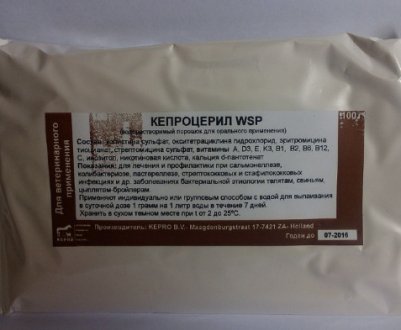 КЕПРОЦЕРИЛ WSP
(водорастворимый порошок для орального применения)
100г
Состав: колистина сульфат, окситетрациклина гидрохлорид, эритромицина
тиоцианат, стрептомицина сульфат, витамины А, D3, Е, К3, В1, В2, В6, В12,
С, инозитол, никотиновая кислота, кальция d-пантотенат
Показания: для лечения и профилактики при сальмонеллезе,
колибактериозе, пастереллезе, стрептококковых и стафилококковых
инфекциях и др. заболеваниях бактериальной этиологии телятам, свиньям,
цыплятам-бройлерам
Применяют индивидуально или групповым способом с водой для выпаивания
в суточной дозе 1 грамм на 1 литр воды в течение 7 дней
Хранить в сухом темном месте при t от 2 до 25°С.
Производитель: KEPRO B.V.- Maagdenburgstraat 17-7421 ZA- Holland
Годен до 07-2016
Для ветеринарного
применения
KEPRO